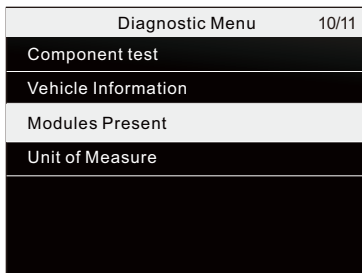 Diagnostic Menu 10/11
Component test
Vehicle Information
Modules Present
Unit of Measure